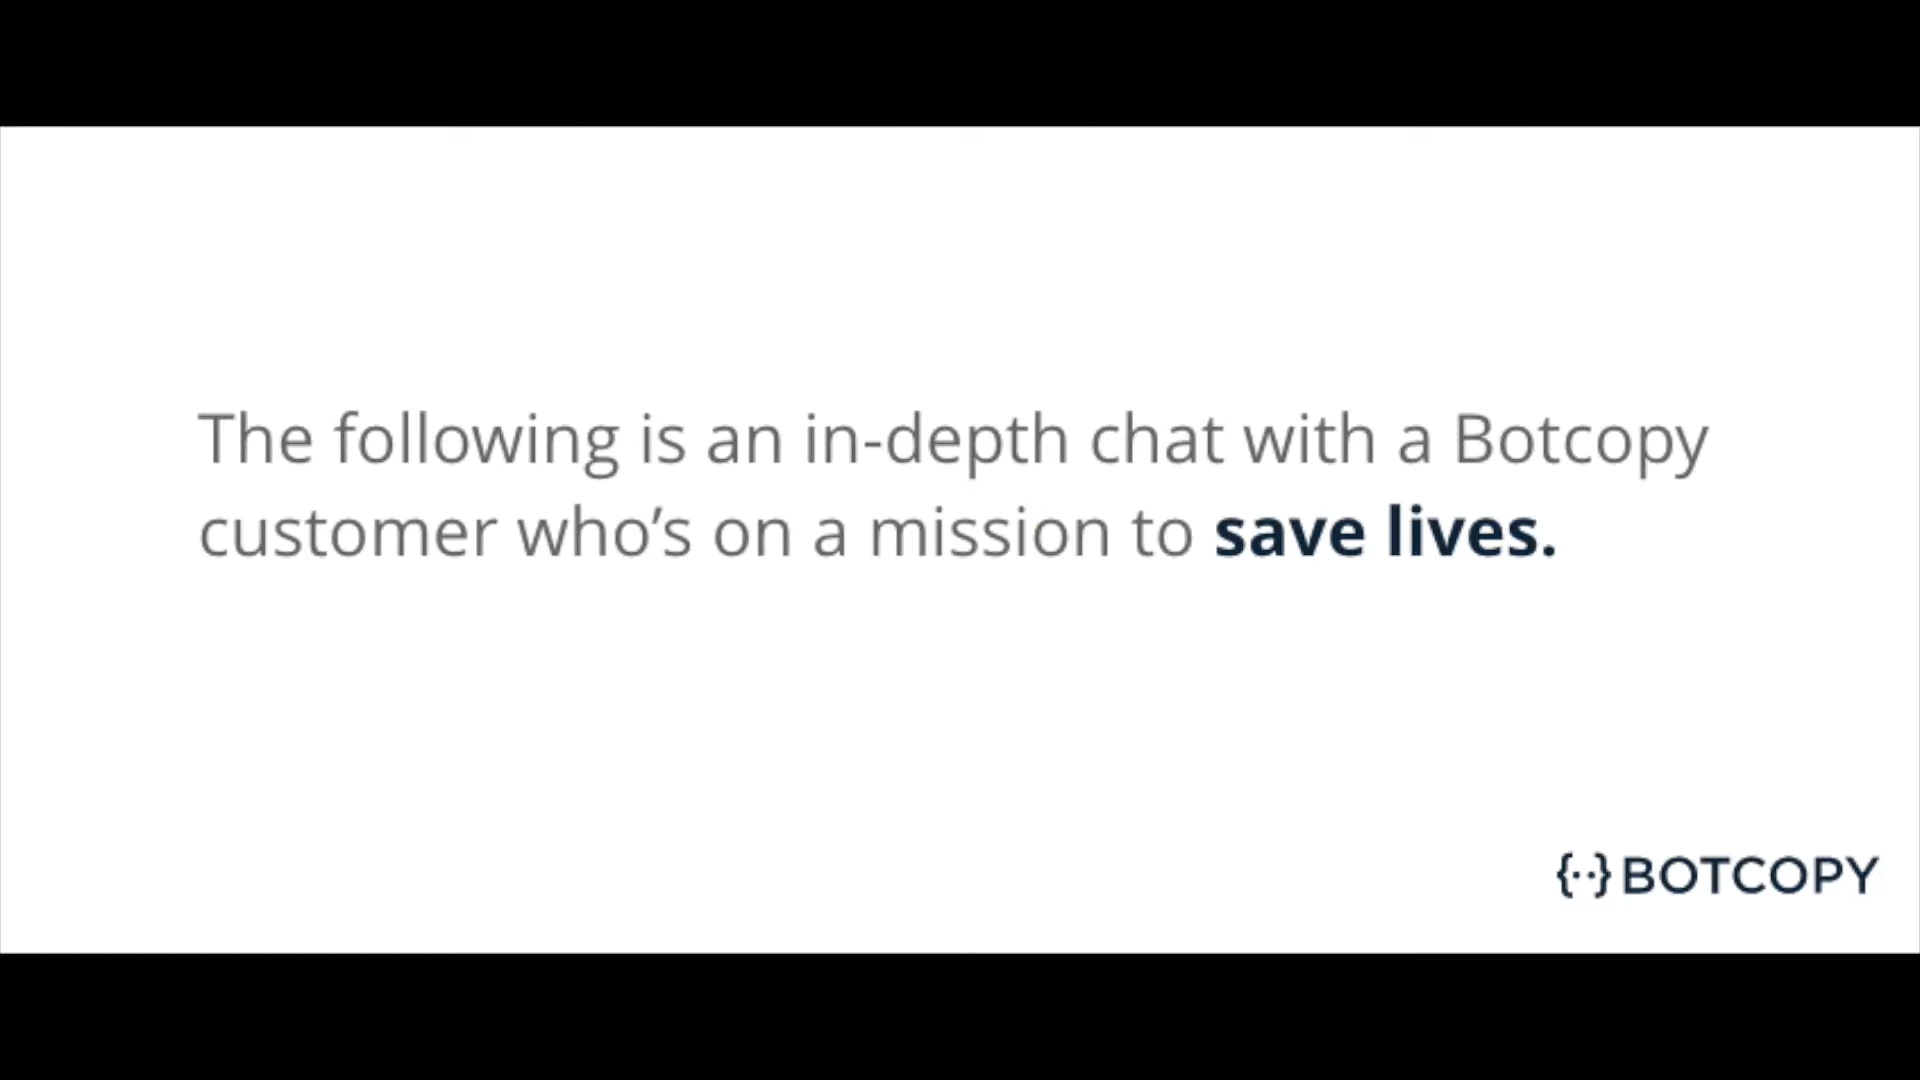 The following is an in-depth chat with a Botcopy
customer who’s on a mission to save lives.
{··} BOTCOPY